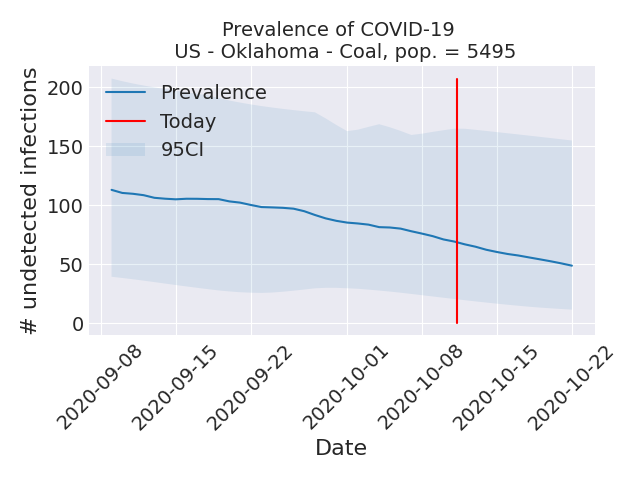 Prevalence of COVID-19
US - Oklahoma - Coal, pop. = 5495
# undetected infections
200
150
100
50
0
Prevalence
Today
95CI
2020-09-08
2020-09-15
2020-09-22
2020-10-01
2020-10-08
2020-10-15
2020-10-22
Date